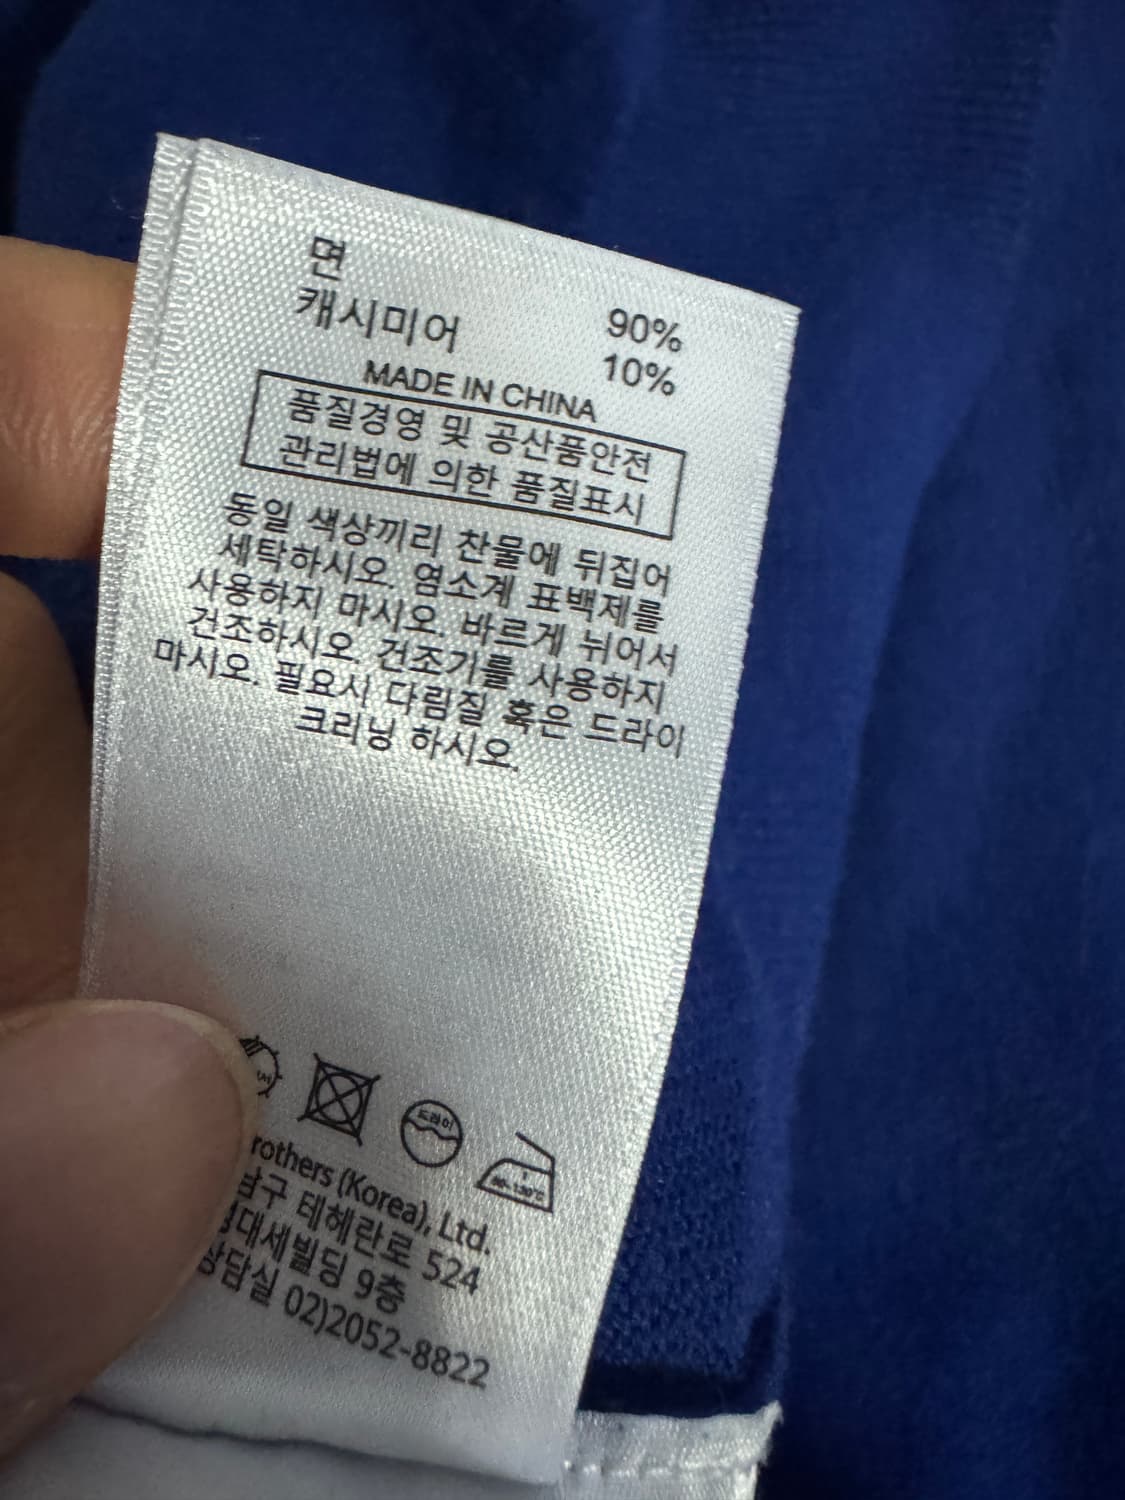 면 90%
캐시미어 10%
MADE IN CHINA
품질경영 및 공산품안전
관리법에 의한 품질표시
동일 색상끼리 찬물에 뒤집어
세탁하시오. 염소계 표백제를
사용하지 마시오. 바르게 뉘어서
건조하시오. 건조기를 사용하지
마시오. 필요시 다림질 혹은 드라이
크리닝 하시오.
드라이
rothers (Korea), Ltd.
남구 테헤란로 524
대세빌딩 9층
상담실 02)2052-8822